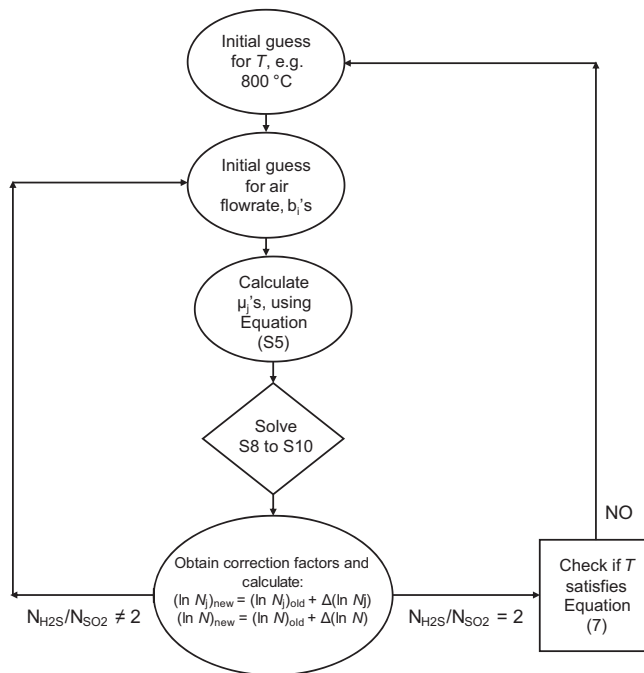 Initial guess
for T, e.g.
800 °C
Initial guess
for air
flowrate, bᵢ's
Calculate
μⱼ's, using
Equation
(S5)
Solve
S8 to S10
Obtain correction factors and
calculate:
(ln Nⱼ)new = (ln Nⱼ)old + Δ(ln Nj)
(ln N)new = (ln N)old + Δ(ln N)
NH2S/NSO2 ≠ 2
NH2S/NSO2 = 2
NO
Check if T
satisfies
Equation
(7)